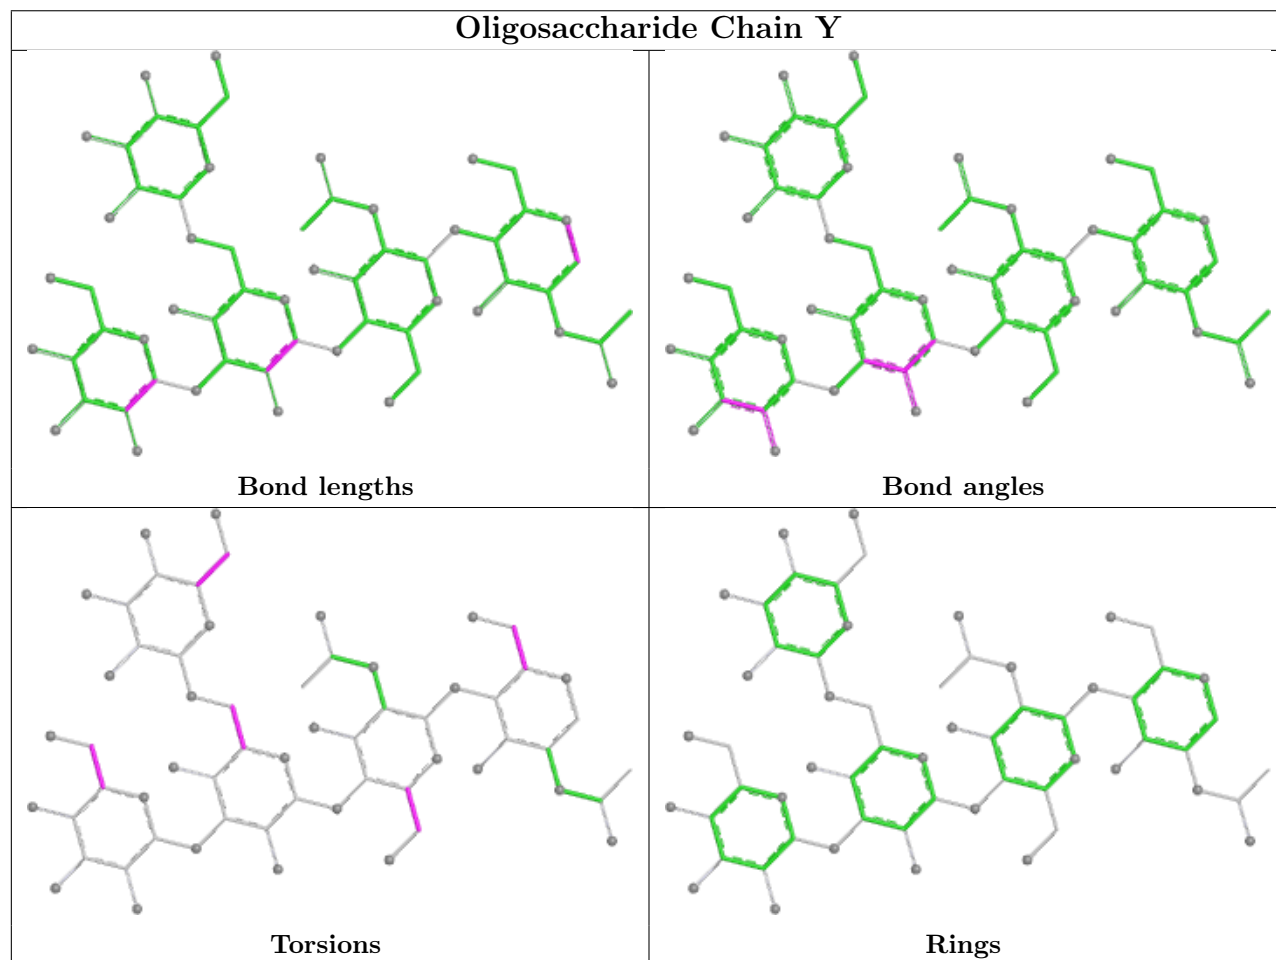 Oligosaccharide Chain Y
Bond lengths
Bond angles
Torsions
Rings